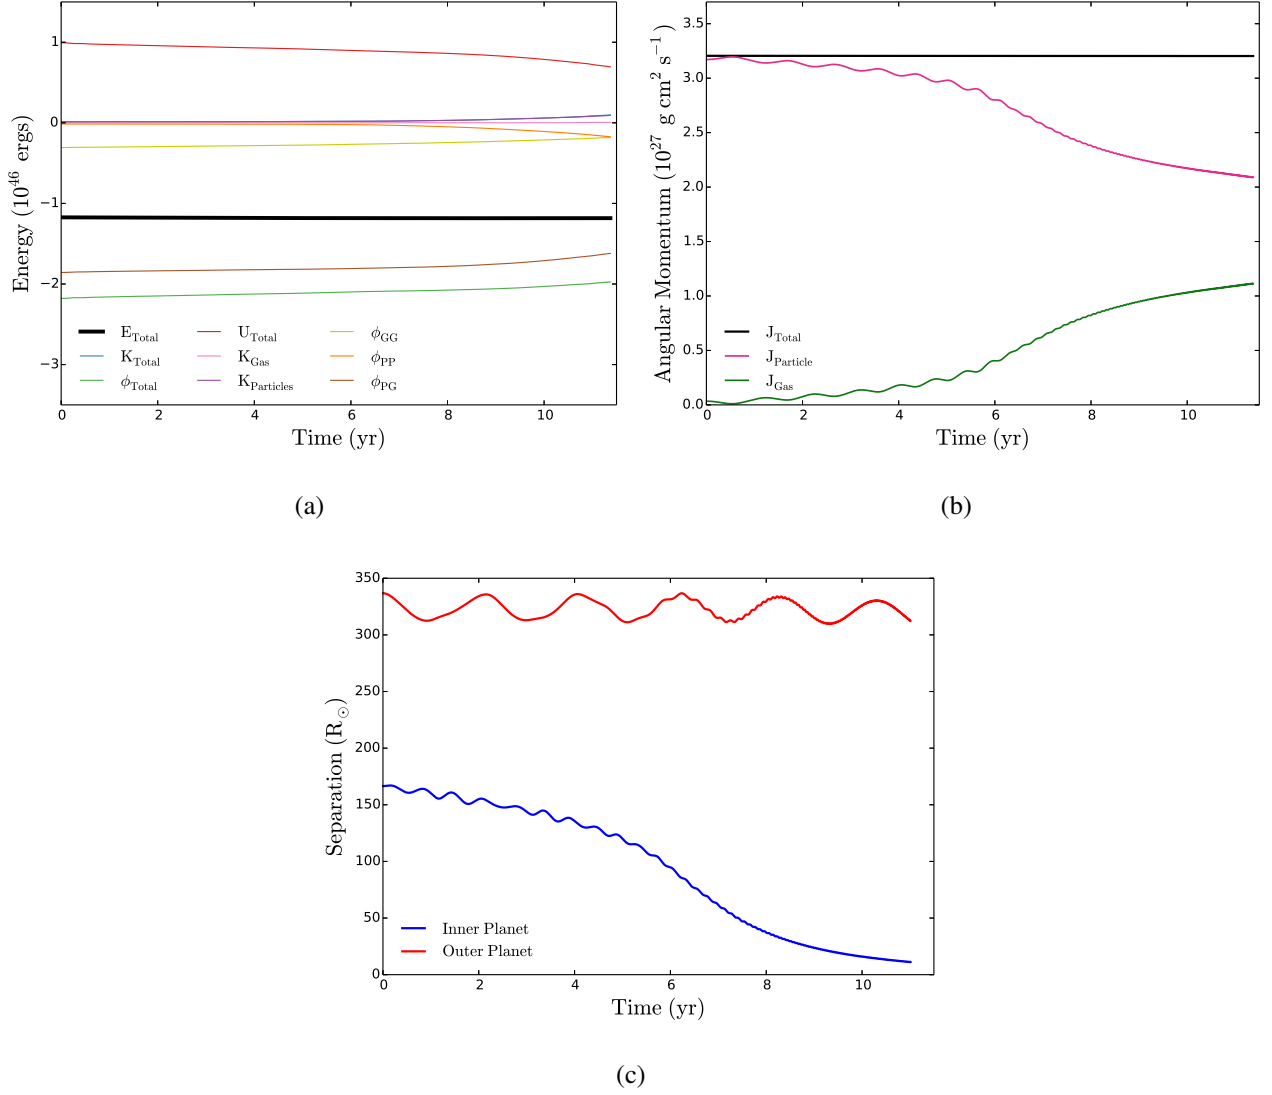 Energy (10^46 ergs)
1
0
−1
−2
−3
E_Total
K_Total
ϕ_Total
U_Total
K_Gas
K_Particles
ϕ_GG
ϕ_PP
ϕ_PG
0 2 4 6 8 10
Time (yr)
(a)
Angular Momentum (10^27 g cm^2 s^−1)
3.5
3.0
2.5
2.0
1.5
1.0
0.5
0.0
J_Total
J_Particle
J_Gas
0 2 4 6 8 10
Time (yr)
(b)
Separation (R_⊙)
350
300
250
200
150
100
50
0
Inner Planet
Outer Planet
0 2 4 6 8 10
Time (yr)
(c)